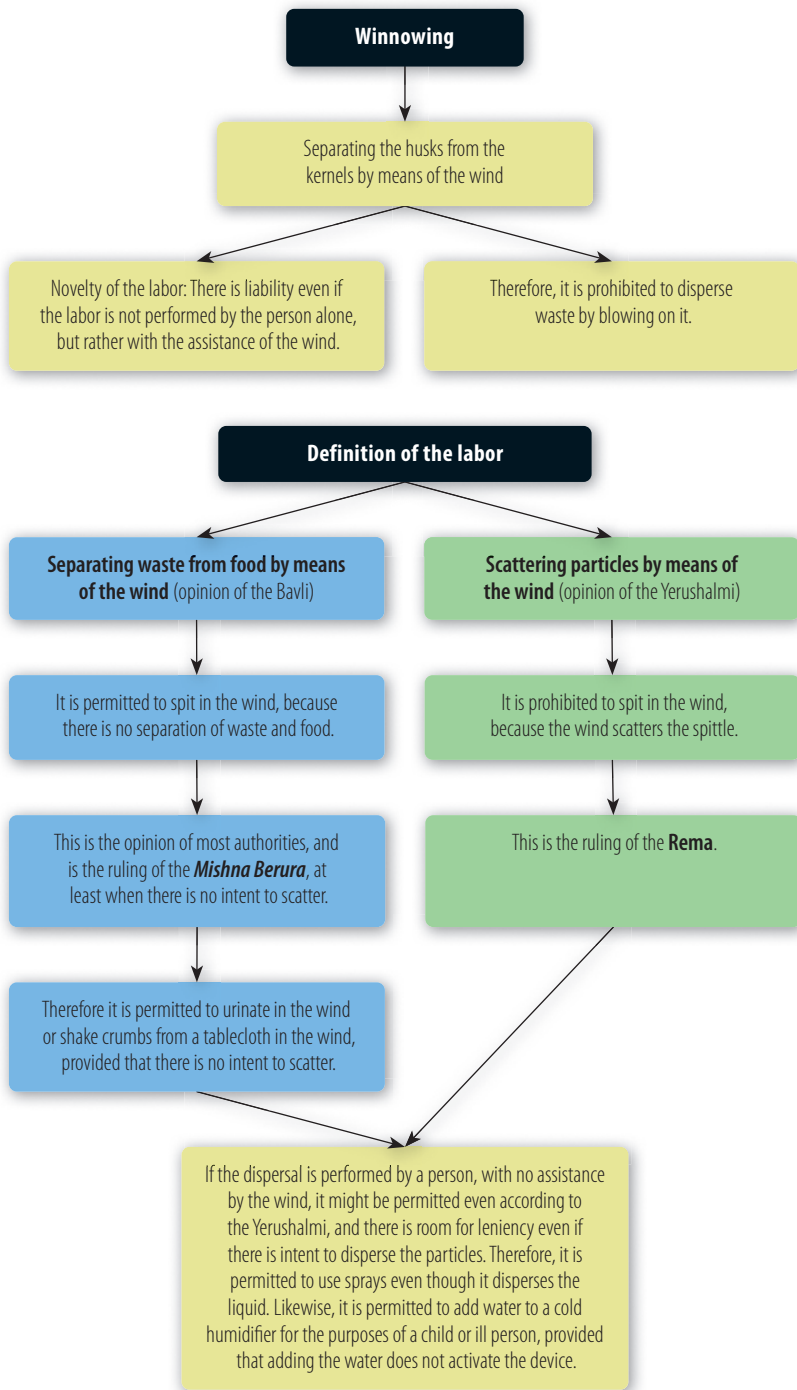 Winnowing
Separating the husks from the
kernels by means of the wind
Novelty of the labor: There is liability even if
the labor is not performed by the person alone,
but rather with the assistance of the wind.
Therefore, it is prohibited to disperse
waste by blowing on it.
Definition of the labor
Separating waste from food by means
of the wind (opinion of the Bavli)
Scattering particles by means of
the wind (opinion of the Yerushalmi)
It is permitted to spit in the wind, because
there is no separation of waste and food.
It is prohibited to spit in the wind,
because the wind scatters the spittle.
This is the opinion of most authorities, and
is the ruling of the Mishna Berura, at
least when there is no intent to scatter.
This is the ruling of the Rema.
Therefore it is permitted to urinate in the wind
or shake crumbs from a tablecloth in the wind,
provided that there is no intent to scatter.
If the dispersal is performed by a person, with no assistance
by the wind, it might be permitted even according to
the Yerushalmi, and there is room for leniency even if
there is intent to disperse the particles. Therefore, it is
permitted to use sprays even though it disperses the
liquid. Likewise, it is permitted to add water to a cold
humidifier for the purposes of a child or ill person, provided
that adding the water does not activate the device.